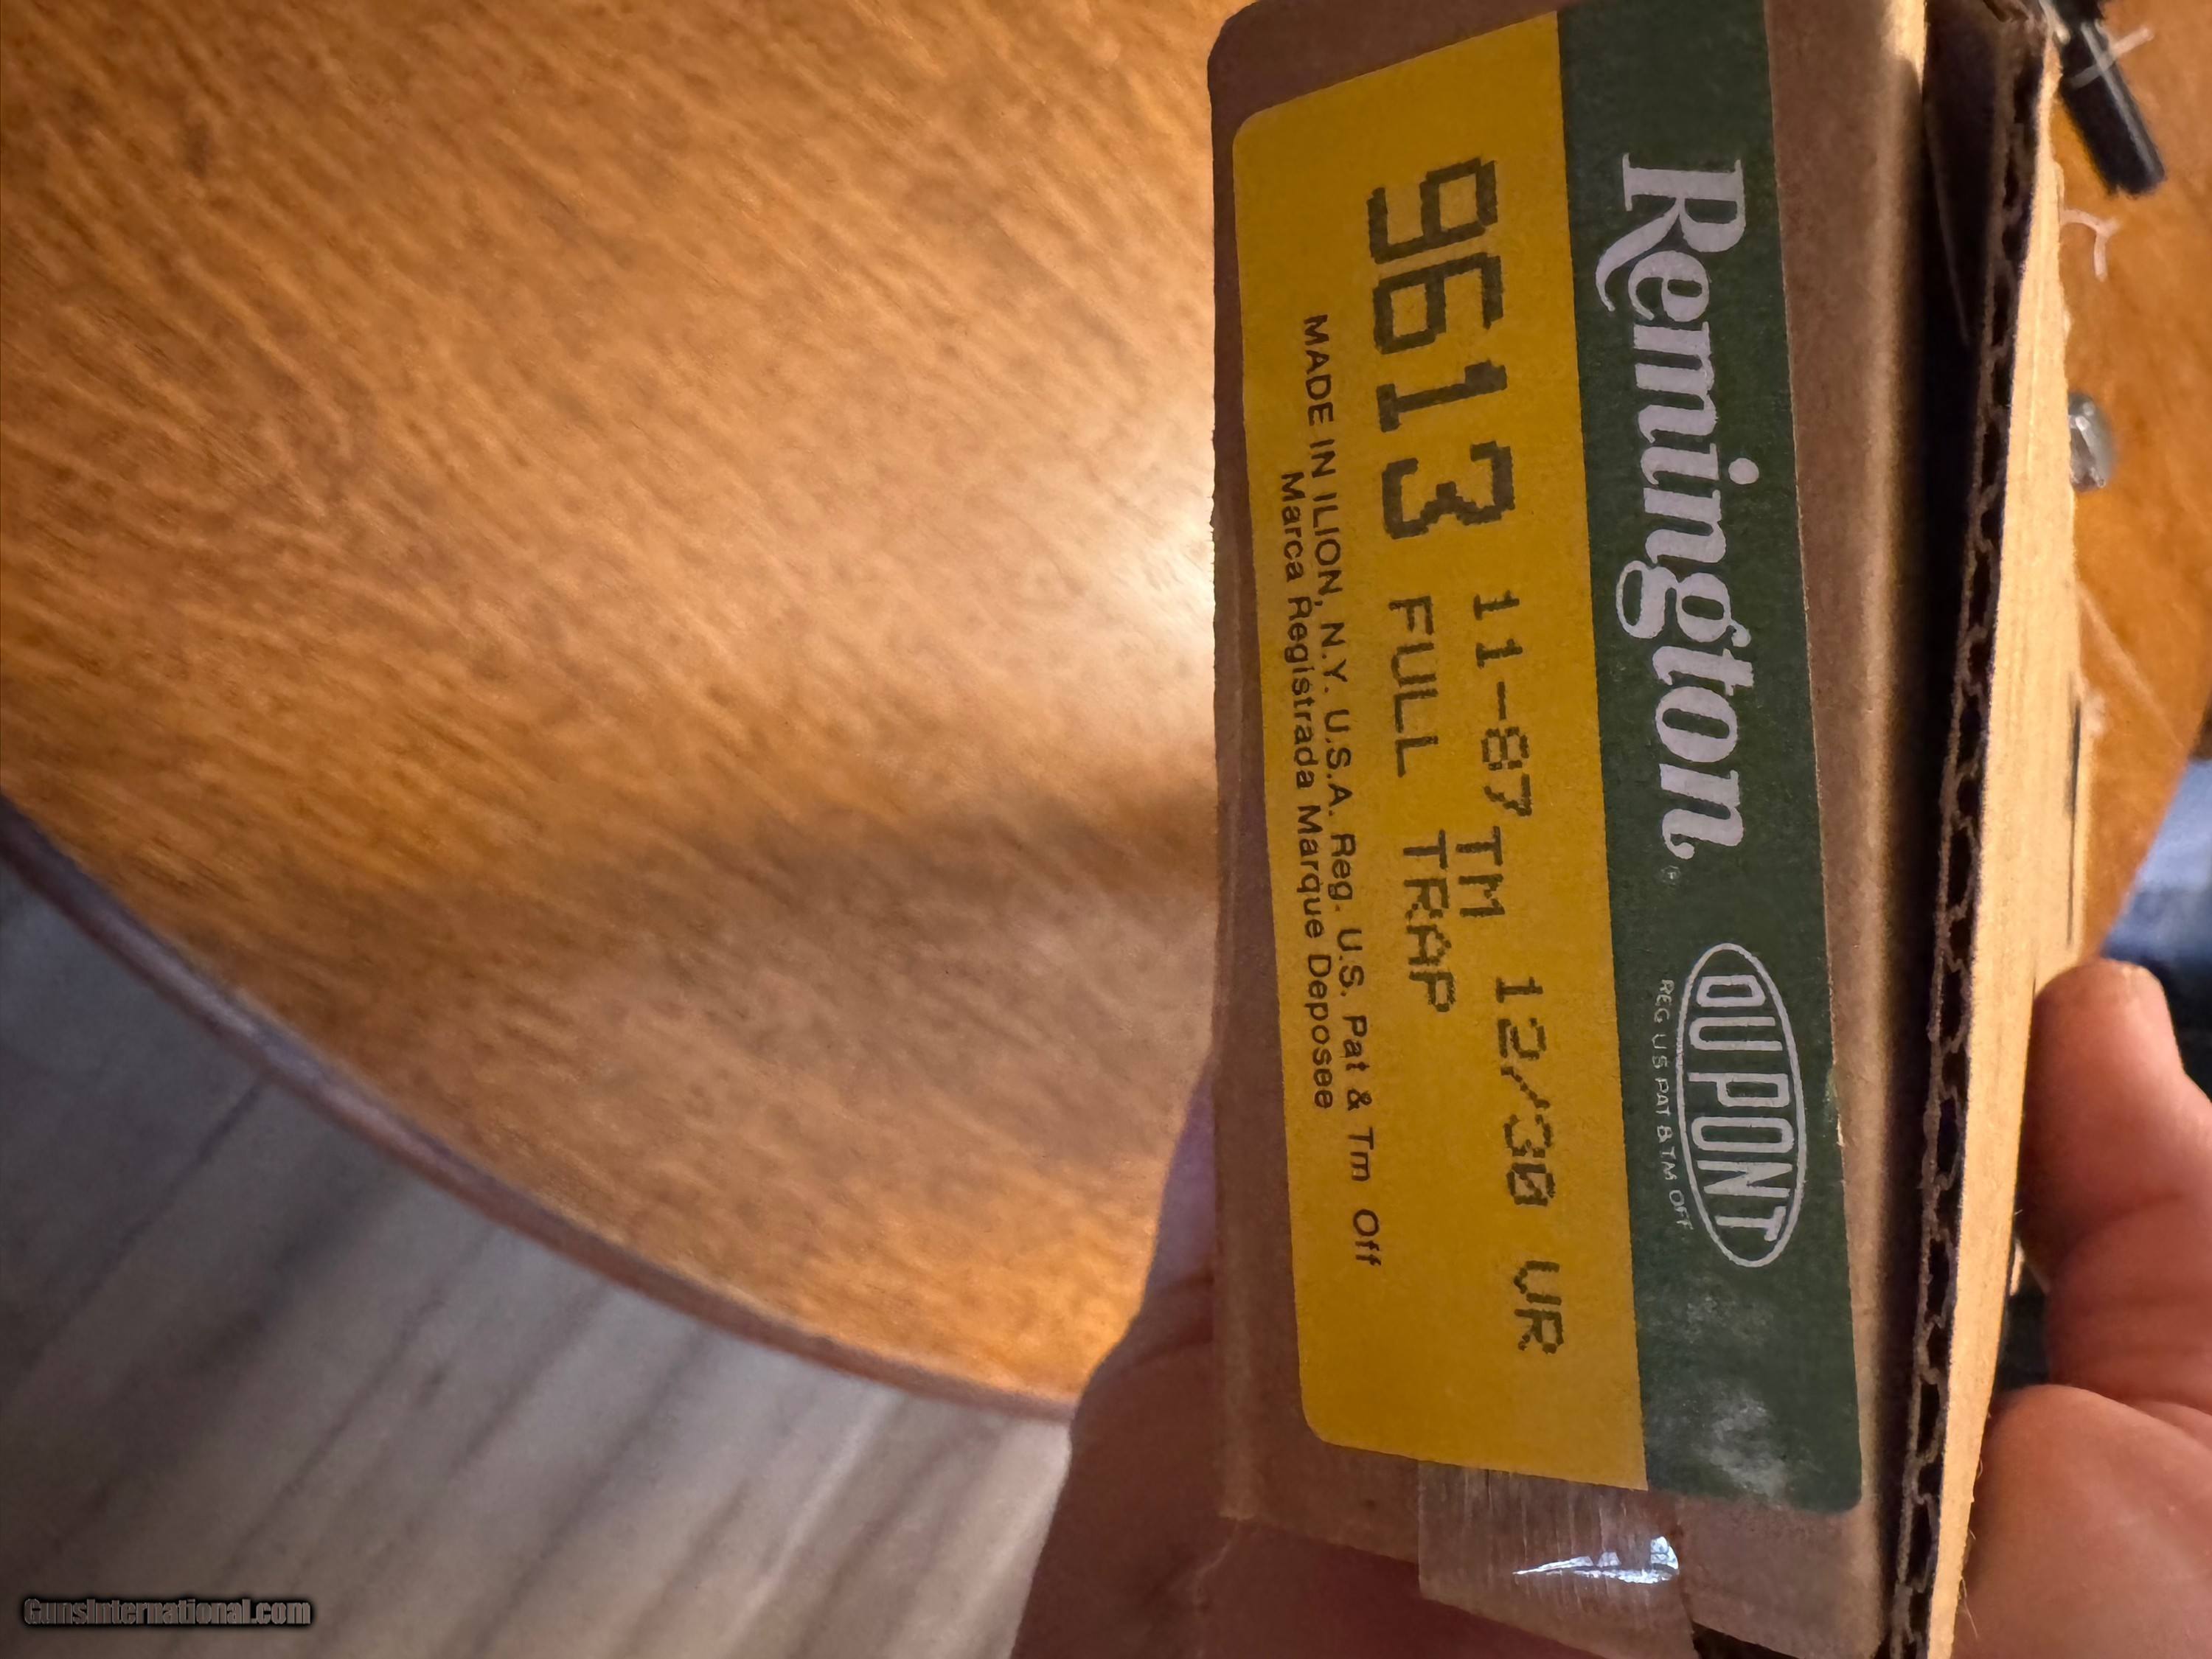 Remington®
DU PONT
REG US PAT & TM OFF
9613 11-87 TM 12/30 VR
FULL TRAP
MADE IN ILION, N.Y. U.S.A. Reg. U.S. Pat & Tm Off
Marca Registrada Marque Deposee
GunsInternational.com